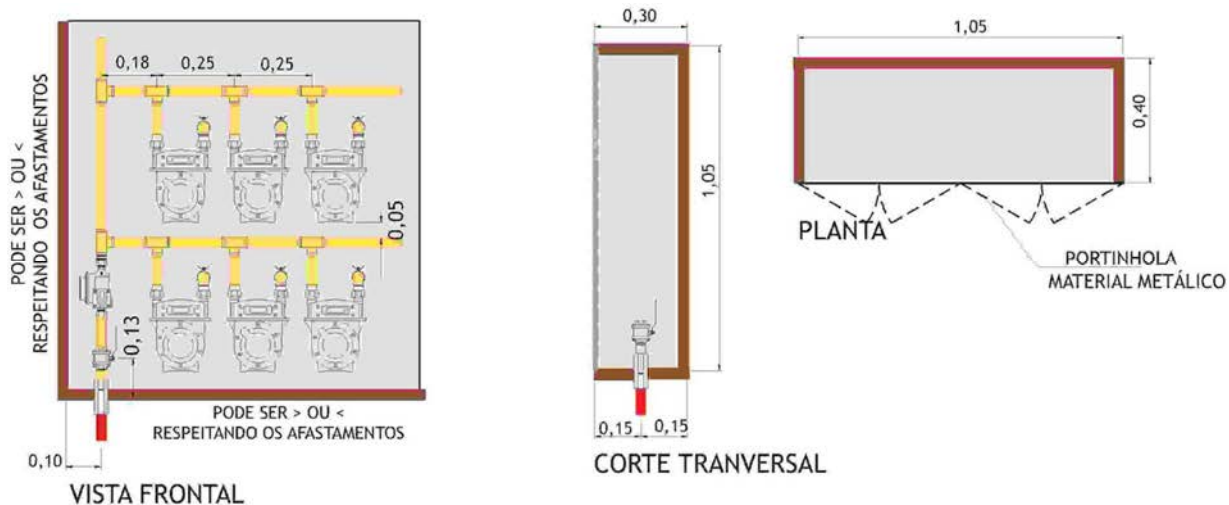 0,18
0,25
0,25
PODE SER > OU <
RESPEITANDO OS AFASTAMENTOS
0,05
0,13
PODE SER > OU <
RESPEITANDO OS AFASTAMENTOS
0,10
VISTA FRONTAL
0,30
1,05
0,15
0,15
CORTE TRANVERSAL
1,05
0,40
PLANTA
PORTINHOLA
MATERIAL METÁLICO